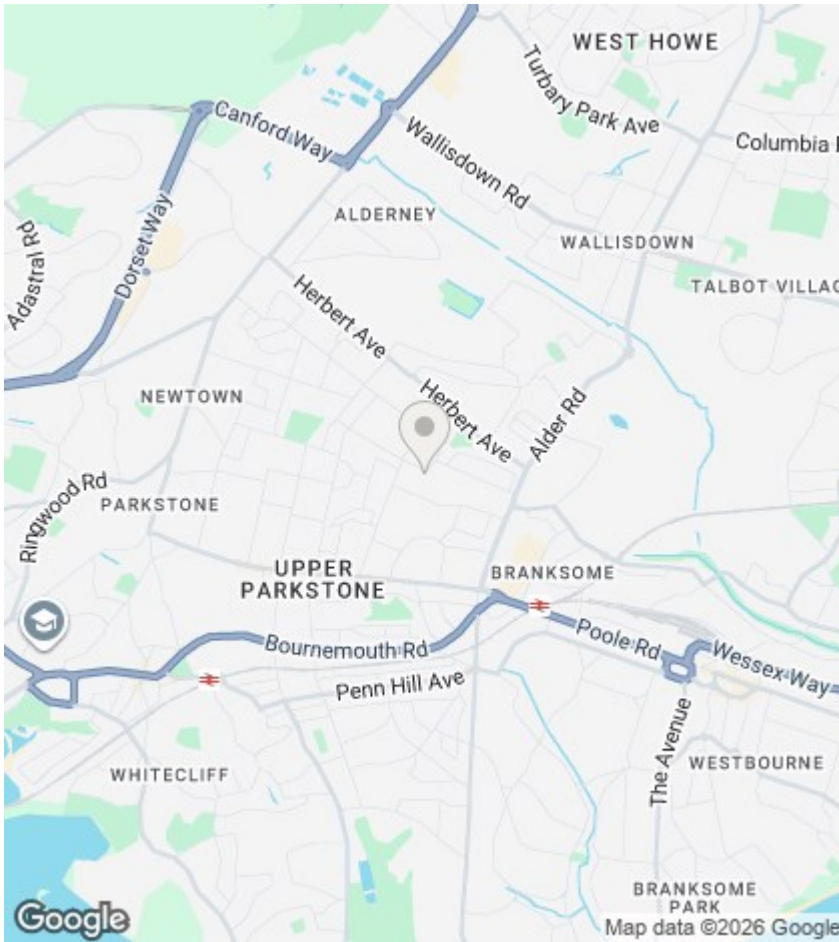 WEST HOWE
Turbary Park Ave
Canford Way
Wallisdown Rd
Columbia
Dorset Way
ALDERNEY
WALLISDOWN
Adastral Rd
TALBOT VILLAG
Herbert Ave
NEWTOWN
Herbert Ave
Alder Rd
Ringwood Rd
PARKSTONE
UPPER
PARKSTONE
BRANKSOME
Bournemouth Rd
Poole Rd
Wessex Way
Penn Hill Ave
The Avenue
WHITECLIFF
WESTBOURNE
BRANKSOME
PARK
Google
Map data ©2026 Google